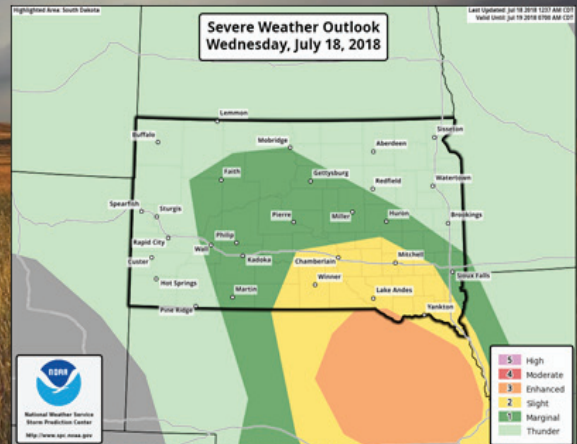 Highlighted Area: South Dakota
Last Updated: Jul 18 2018 1237 AM CDT
Valid Until: Jul 19 2018 0700 AM CDT
Severe Weather Outlook
Wednesday, July 18, 2018
Lemmon
Sisseton
Buffalo
Mobridge
Aberdeen
Faith
Gettysburg
Redfield
Watertown
Spearfish
Sturgis
Pierre
Miller
Huron
Brookings
Rapid City
Wall
Philip
Custer
Kadoka
Chamberlain
Mitchell
Sioux Falls
Hot Springs
Winner
Martin
Lake Andes
Pine Ridge
Yankton
NOAA
National Weather Service
Storm Prediction Center
http://www.spc.noaa.gov
5 High
4 Moderate
3 Enhanced
2 Slight
1 Marginal
Thunder